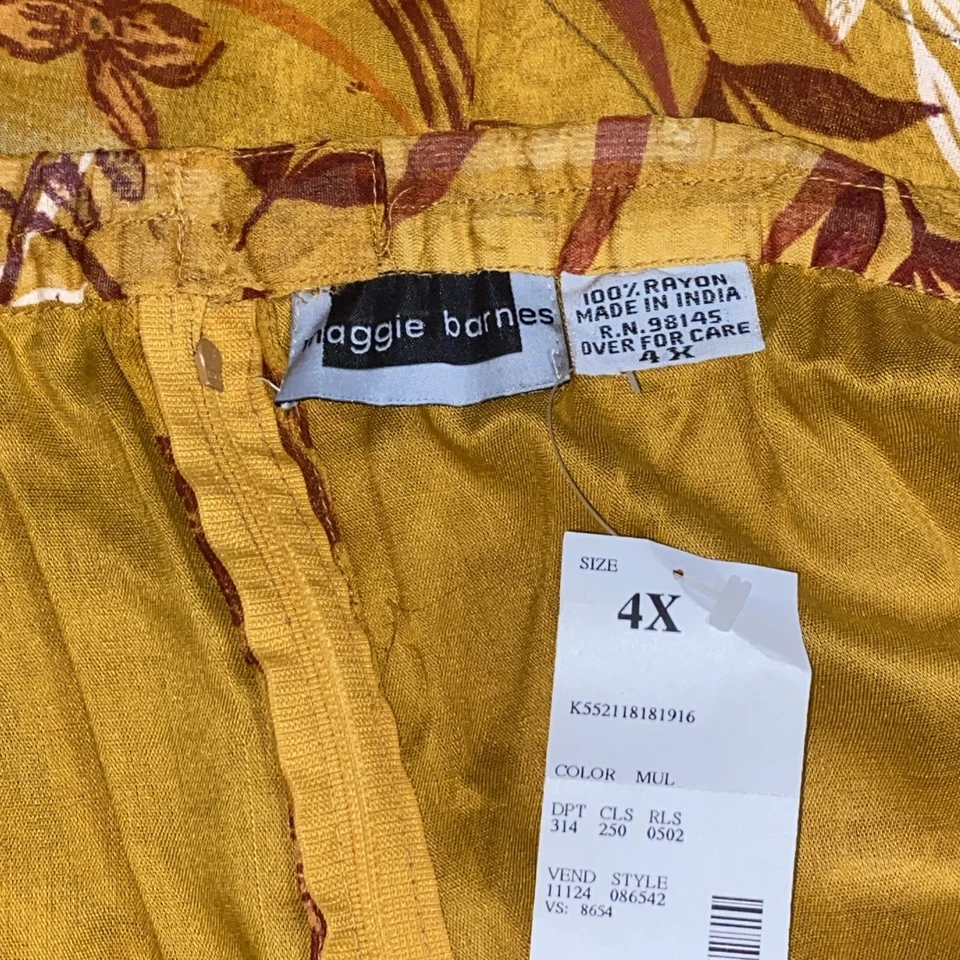 maggie barnes
100% RAYON
MADE IN INDIA
R.N. 98145
OVER FOR CARE
4X
SIZE
4X
K552118181916
COLOR MUL
DPT CLS RLS
314 250 0502
VEND STYLE
11124 086542
VS: 8654